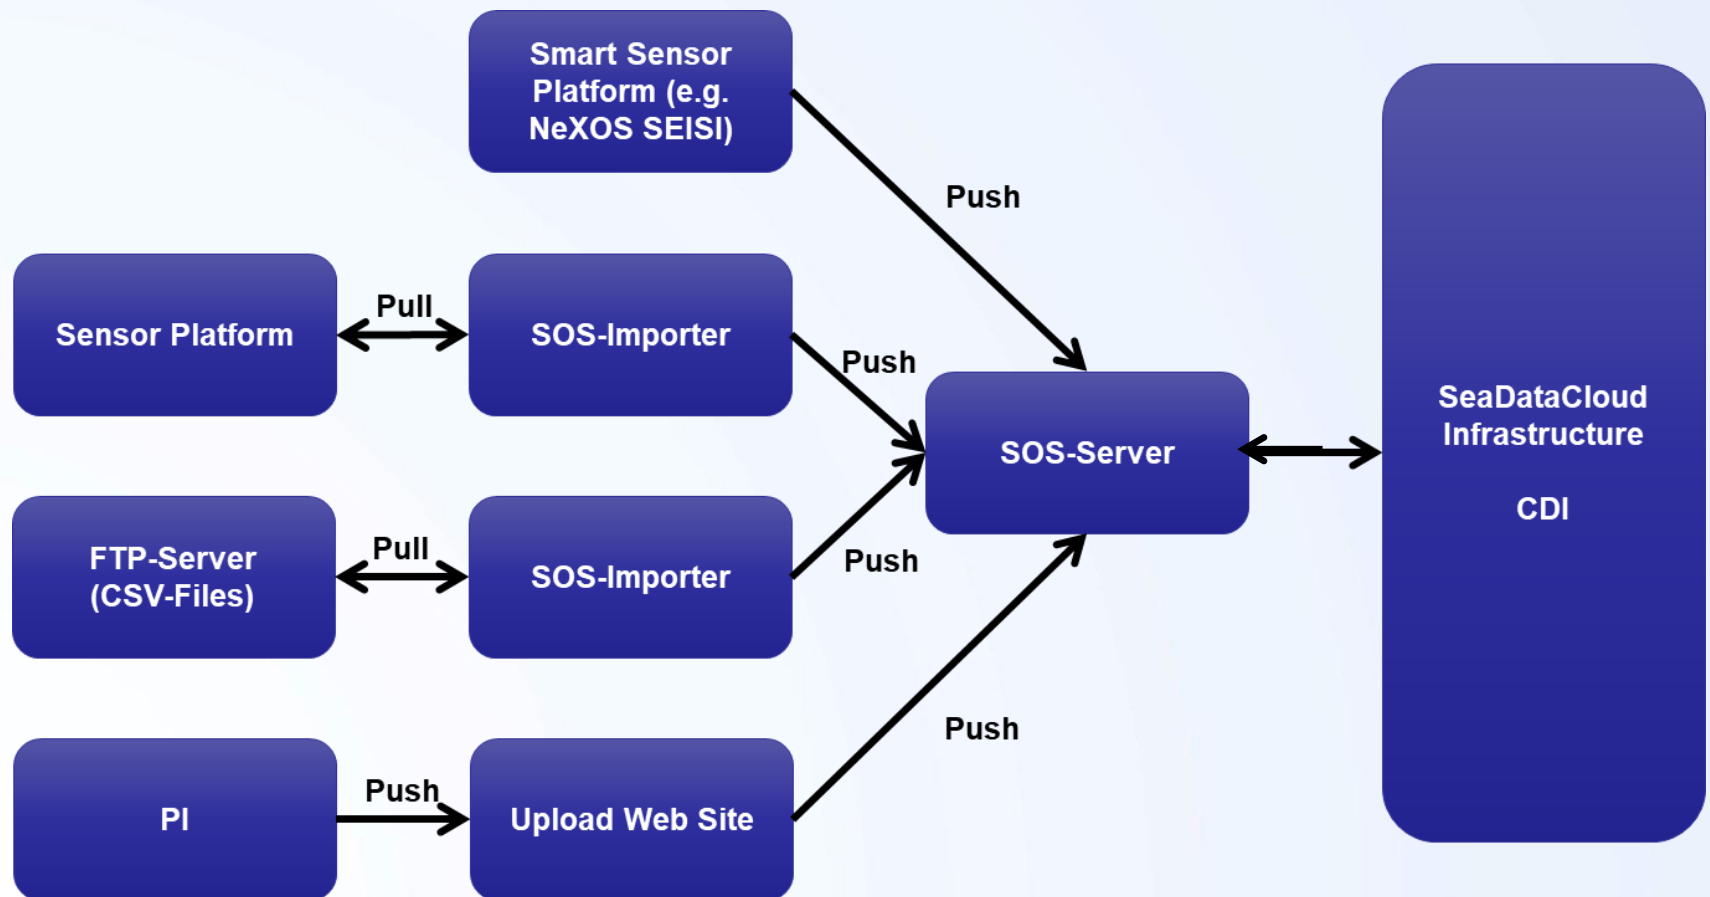 Smart Sensor
Platform (e.g.
NeXOS SEISI)
Push
Sensor Platform
Pull
SOS-Importer
Push
SOS-Server
SeaDataCloud
Infrastructure
CDI
FTP-Server
(CSV-Files)
Pull
SOS-Importer
Push
PI
Push
Upload Web Site
Push